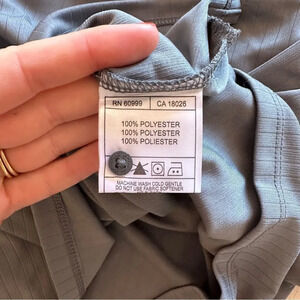 RN 60999 CA 18026
100% POLYESTER
100% POLYESTER
100% POLIESTER
MACHINE WASH COLD GENTLE
DO NOT USE FABRIC SOFTENER